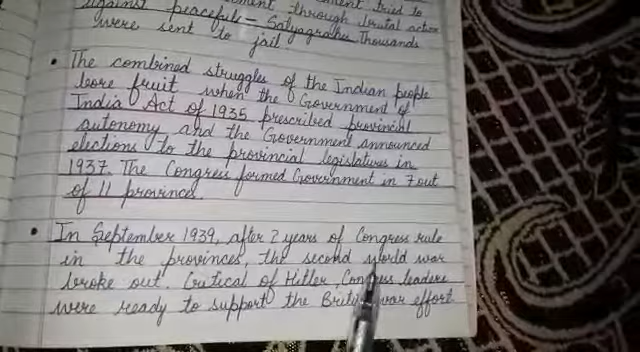 through brutal action
against peaceful - Satyagrahis Thousands
were sent to jail
• The combined struggles of the Indian people
bore fruit when the Government of
India Act of 1935 prescribed provincial
autonomy and the Government announced
elections to the provincial legislatures in
1937. The Congress formed Government in 7 out
of 11 provinces.
• In September 1939, after 2 years of Congress rule
in the provinces, the second world war
broke out. Critical of Hitler, Congress leaders
were ready to support the British war effort